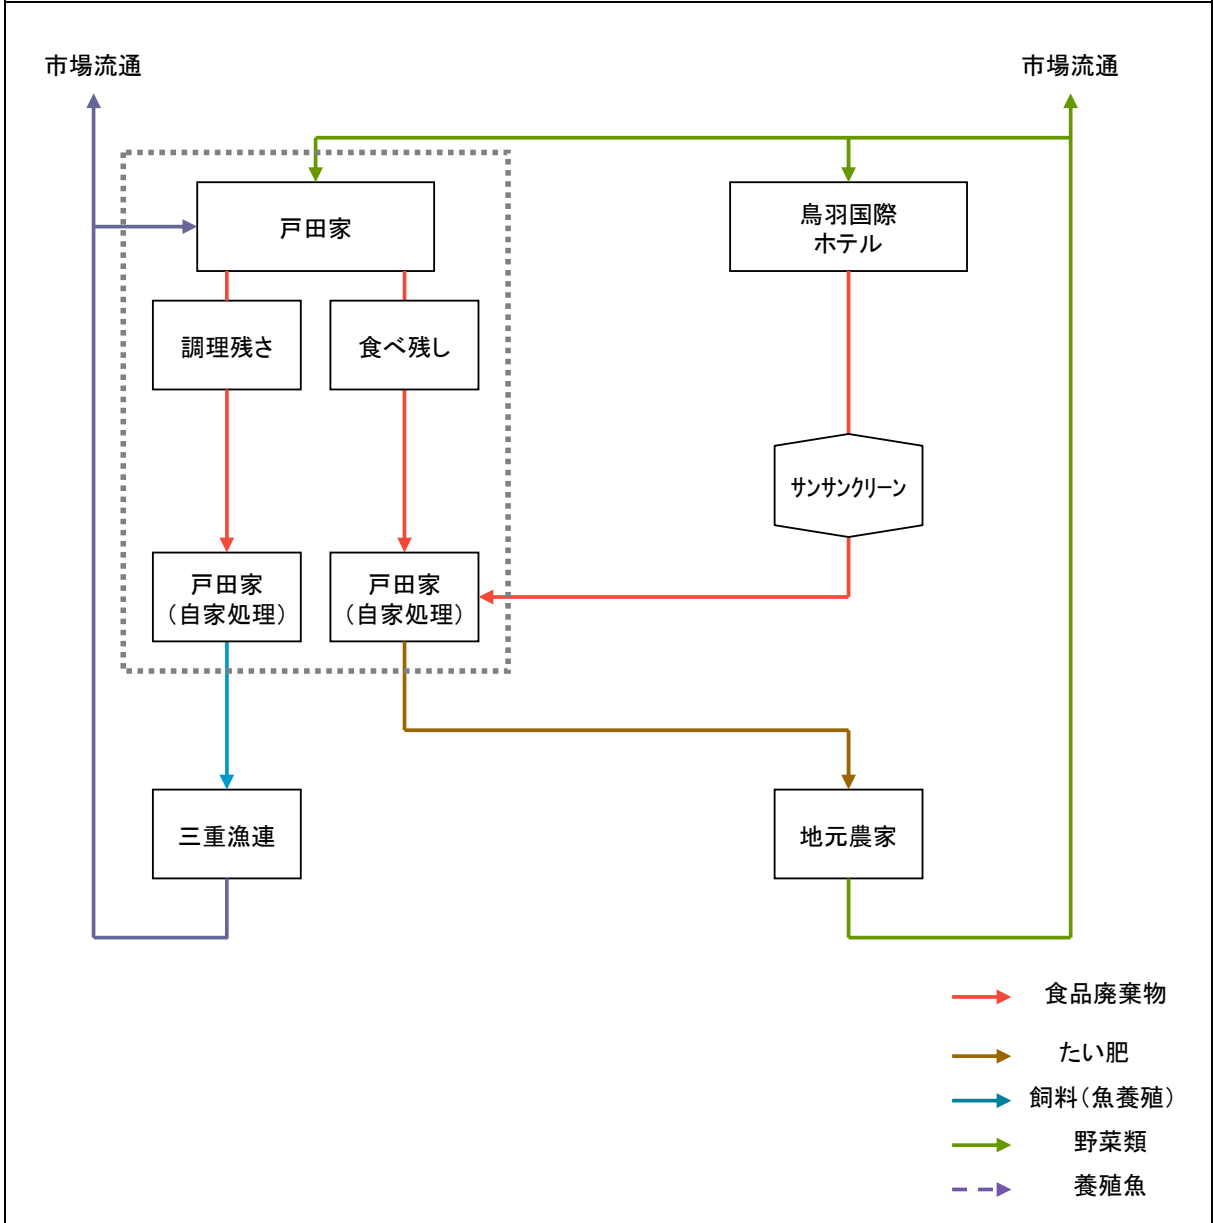 市場流通
市場流通
戸田家
鳥羽国際
ホテル
調理残さ
食べ残し
サンサンクリーン
戸田家
（自家処理）
戸田家
（自家処理）
三重漁連
地元農家
食品廃棄物
たい肥
飼料（魚養殖）
野菜類
養殖魚